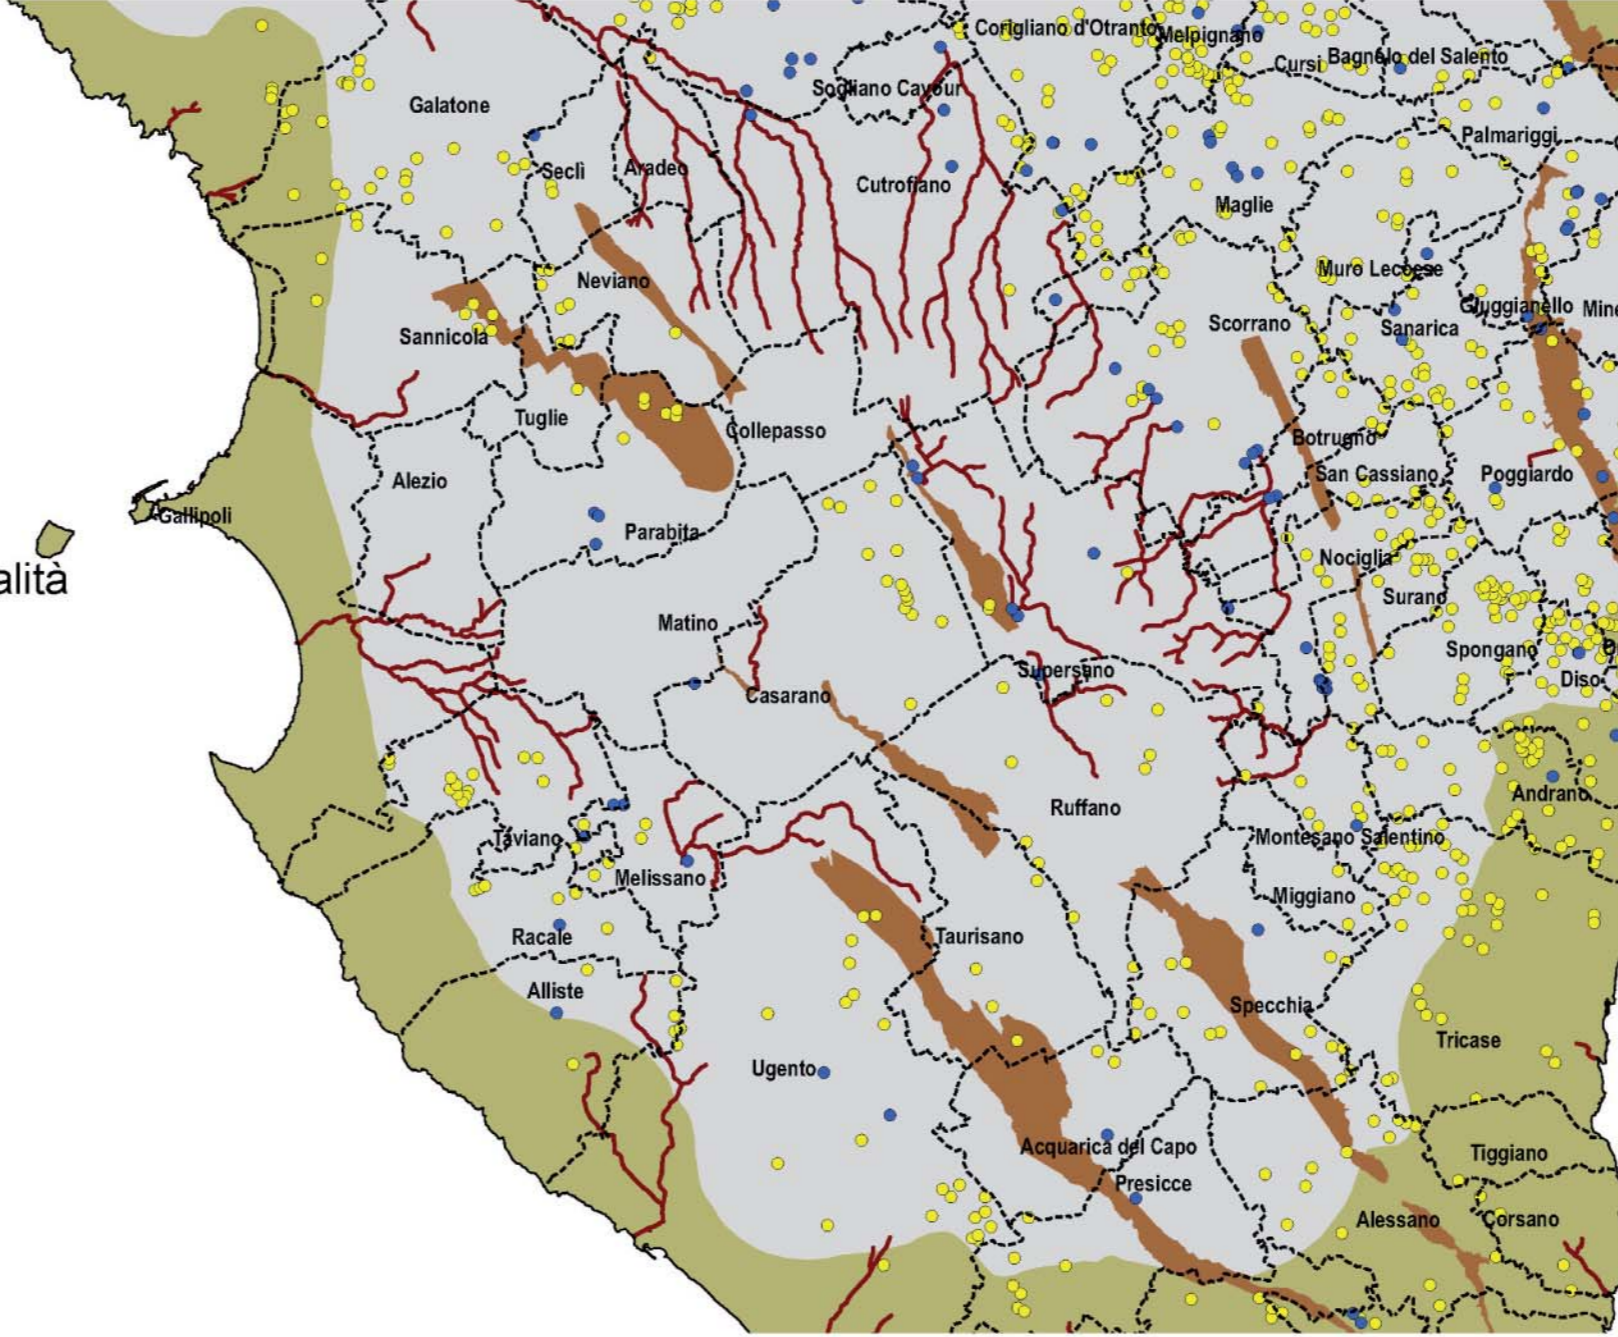 Corigliano d'Otranto
Melpignano
Cursi
Bagnolo del Salento
Sogliano Cavour
Galatone
Palmariggi
Seclì
Aradeo
Cutrofiano
Maglie
Muro Leccese
Neviano
Giuggianello
Mine
Scorrano
Sanarica
Sannicola
Tuglie
Collepasso
Botrugno
San Cassiano
Poggiardo
Alezio
Gallipoli
Parabita
Nociglia
alità
Surano
Matino
Spongano
Supersano
Diso
Casarano
Andrano
Ruffano
Taviano
Montesano Salentino
Melissano
Miggiano
Racale
Taurisano
Alliste
Specchia
Tricase
Ugento
Acquarica del Capo
Tiggiano
Presicce
Alessano
Corsano